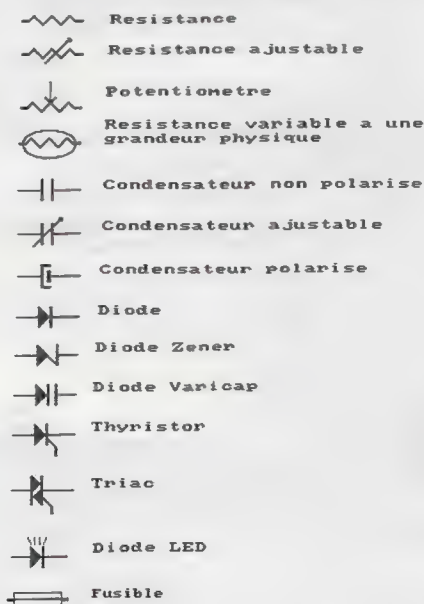 Resistance
Resistance ajustable
Potentiometre
Resistance variable a une
grandeur physique
Condensateur non polarise
Condensateur ajustable
Condensateur polarise
Diode
Diode Zener
Diode Varicap
Thyristor
Triac
Diode LED
Fusible